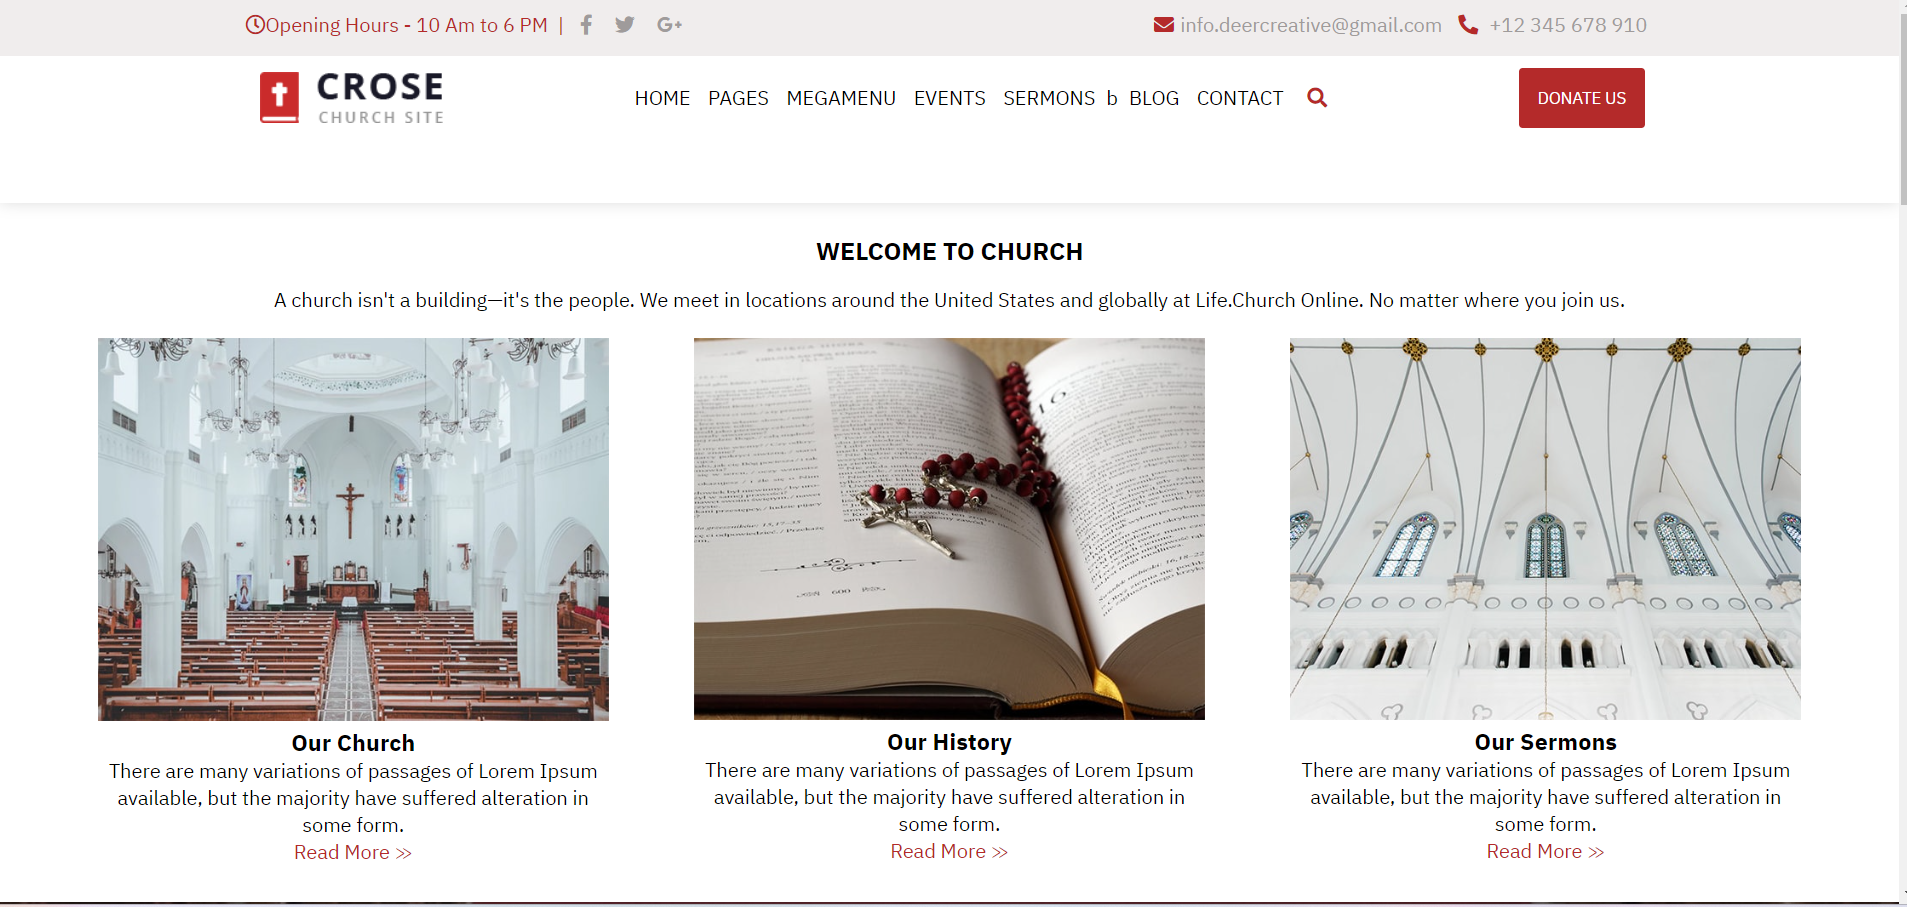 Opening Hours - 10 Am to 6 PM |
info.deercreative@gmail.com +12 345 678 910
CROSE
CHURCH SITE
HOME PAGES MEGAMENU EVENTS SERMONS b BLOG CONTACT
DONATE US
WELCOME TO CHURCH
A church isn't a building—it's the people. We meet in locations around the United States and globally at Life.Church Online. No matter where you join us.
16
600
Our Church
There are many variations of passages of Lorem Ipsum
available, but the majority have suffered alteration in
some form.
Read More >>
Our History
There are many variations of passages of Lorem Ipsum
available, but the majority have suffered alteration in
some form.
Read More >>
Our Sermons
There are many variations of passages of Lorem Ipsum
available, but the majority have suffered alteration in
some form.
Read More >>